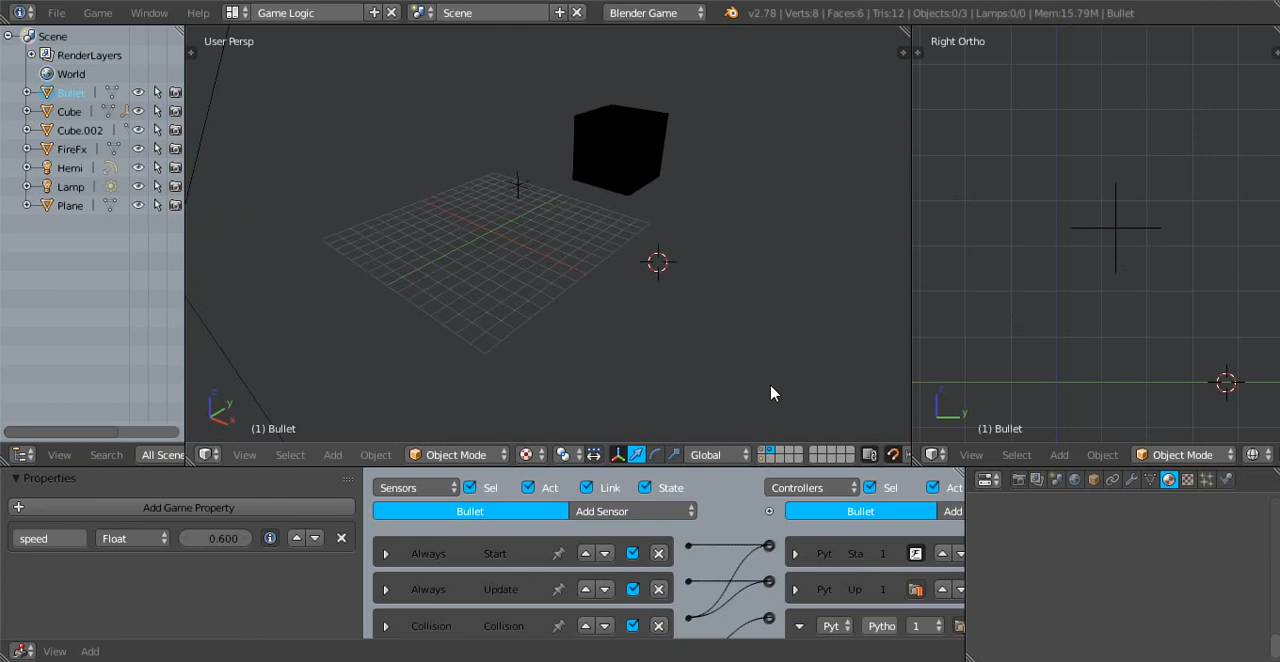 File Game Window Help Game Logic Scene Blender Game v2.78 | Verts:8 | Faces:6 | Tris:12 | Objects:0/3 | Lamps:0/0 | Mem:15.79M | Bullet
Scene
RenderLayers
World
Bullet
Cube
Cube.002
FireFx
Hemi
Lamp
Plane
User Persp
z
y
x
(1) Bullet
Right Ortho
z
y
(1) Bullet
View Search All Scene
View Select Add Object Object Mode Global
View Select Add Object Object Mode
Properties
Add Game Property
speed Float 0.600
Sensors Sel Act Link State Controllers Sel Act
Bullet Add Sensor Bullet Add
Always Start Pyt Sta 1
Always Update Pyt Up 1
Collision Collision Pyt Pytho 1
View Add